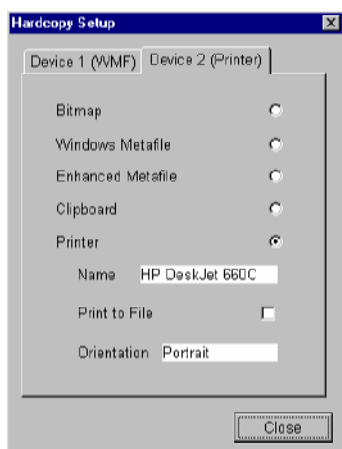 Hardcopy Setup
Device 1 (WMF) Device 2 (Printer)
Bitmap
Windows Metafile
Enhanced Metafile
Clipboard
Printer
Name HP DeskJet 660C
Print to File
Orientation Portrait
Close